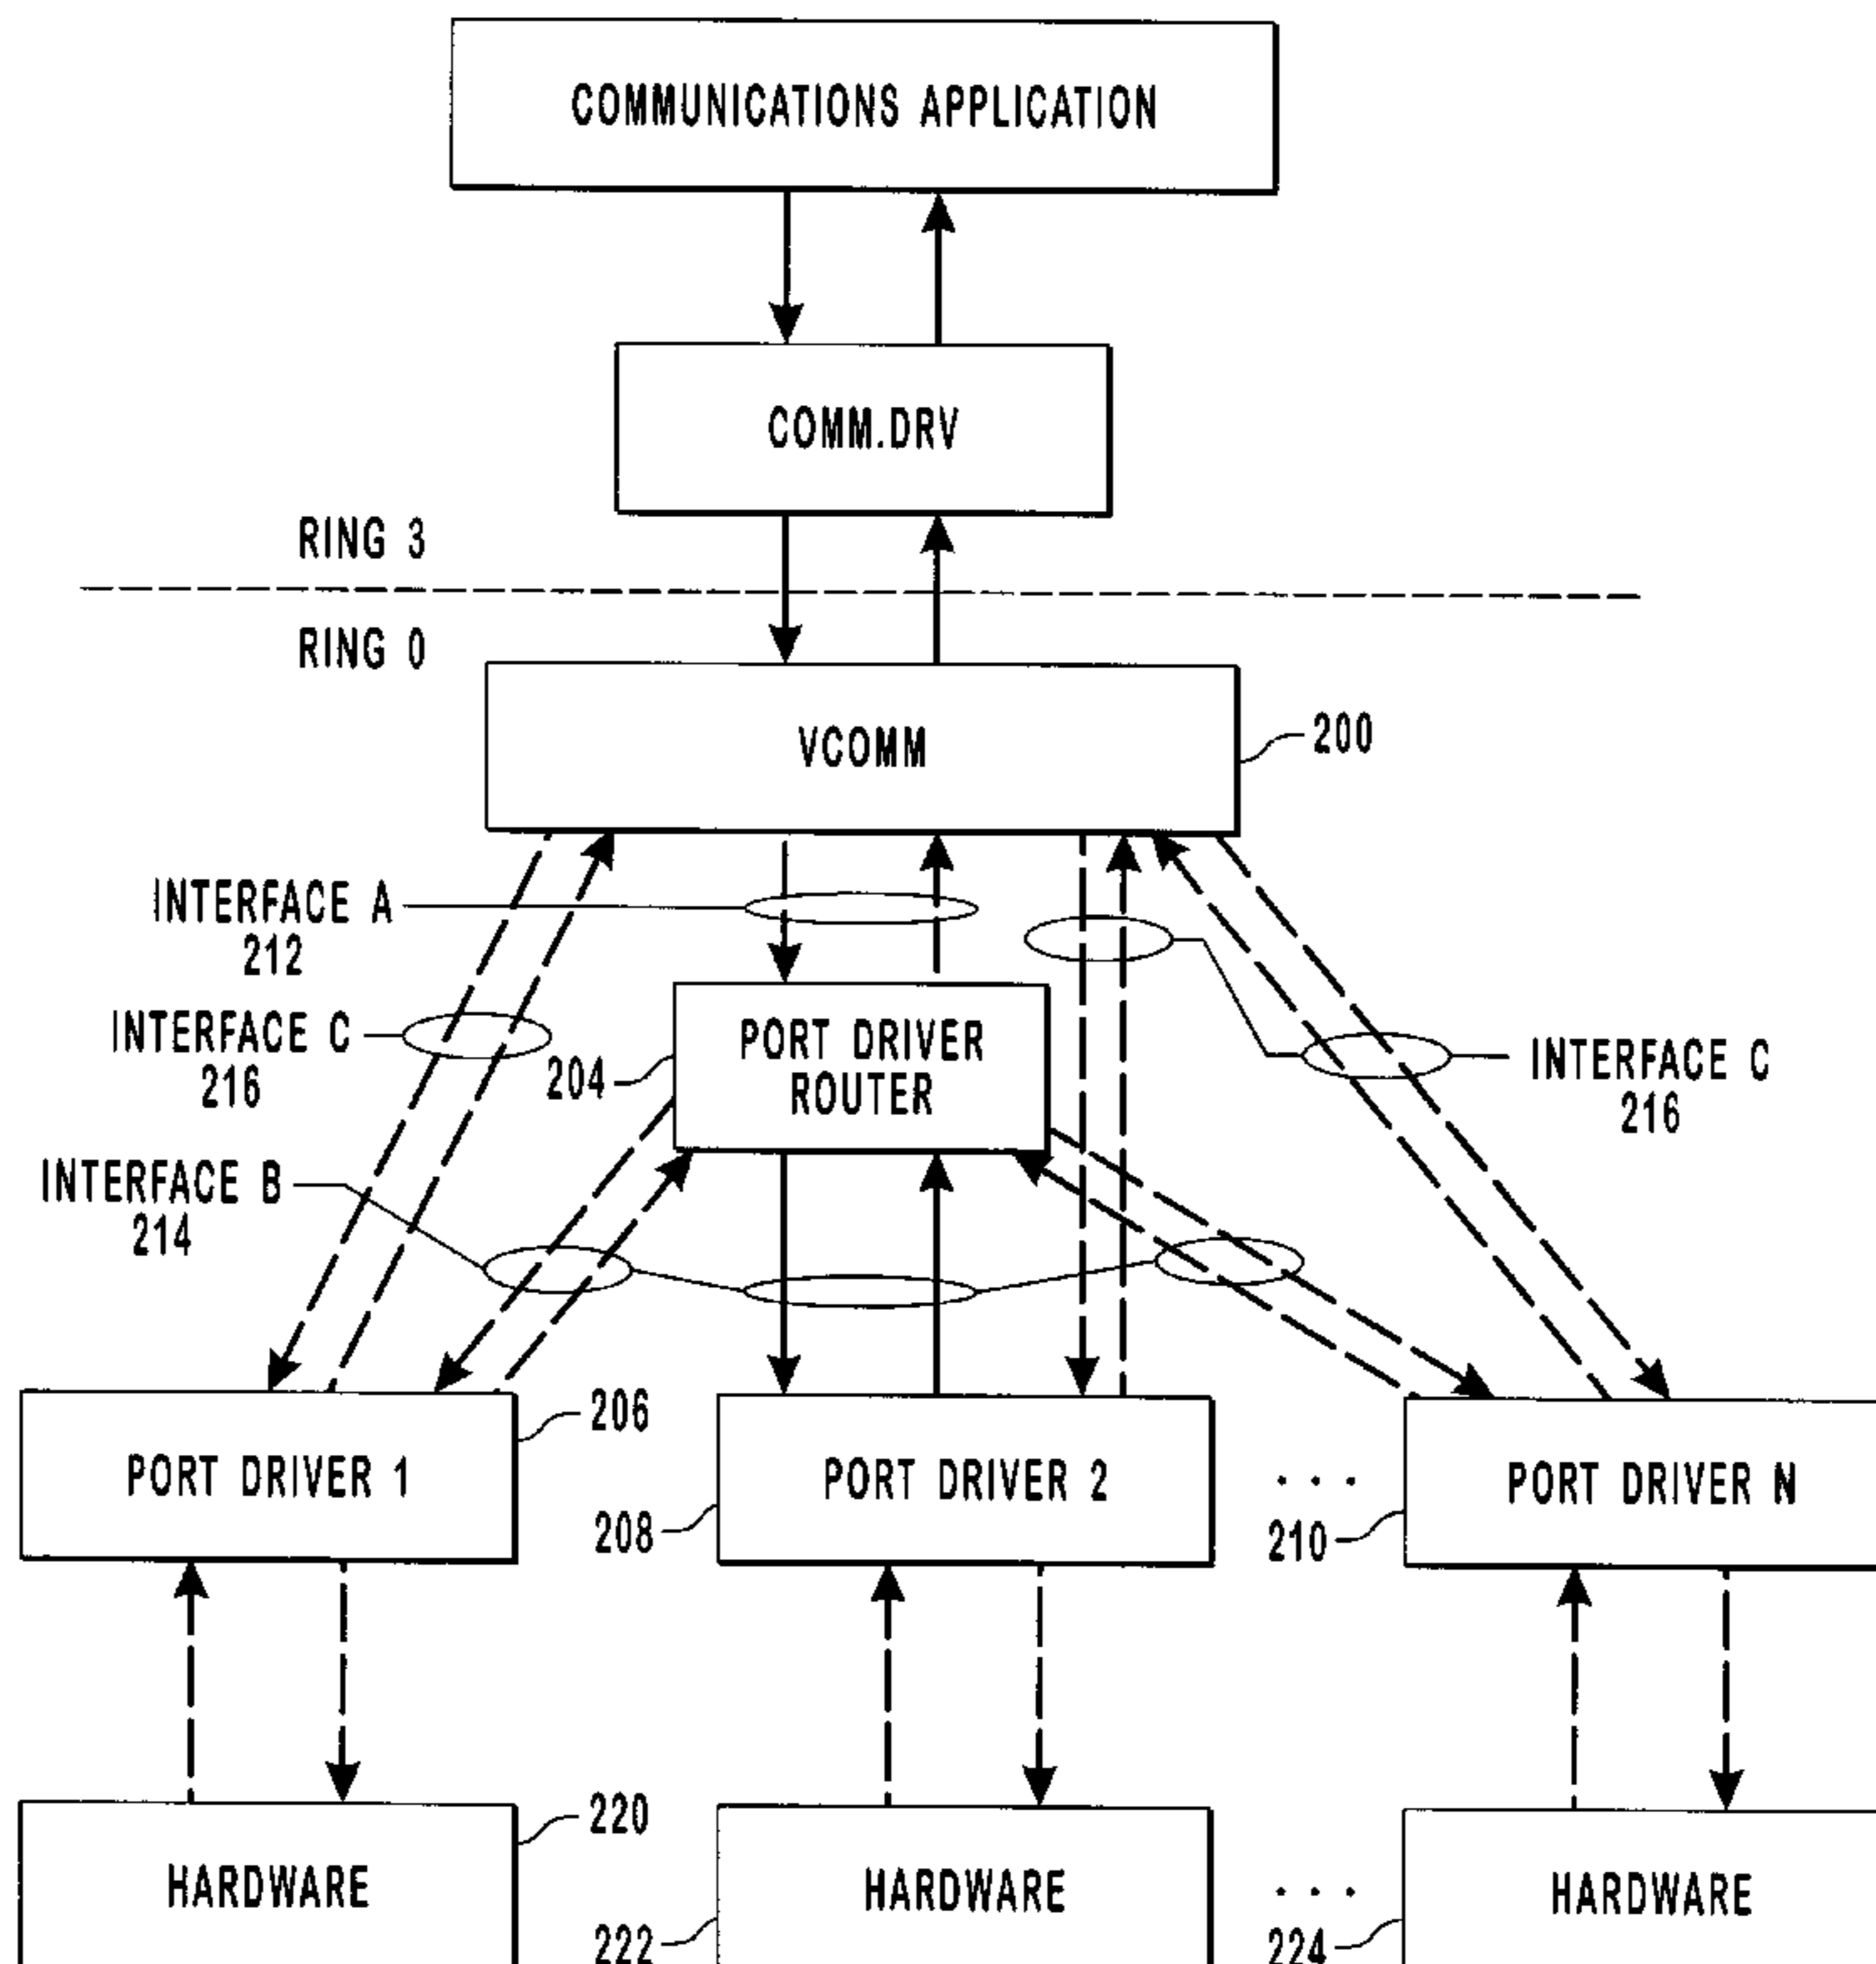 COMMUNICATIONS APPLICATION
COMM.DRV
RING 3
RING 0
VCOMM
200
INTERFACE A
212
INTERFACE C
216
PORT DRIVER
ROUTER
204
INTERFACE C
216
INTERFACE B
214
206
PORT DRIVER 1
PORT DRIVER 2
208
. . .
PORT DRIVER N
210
220
HARDWARE
HARDWARE
222
. . .
HARDWARE
224